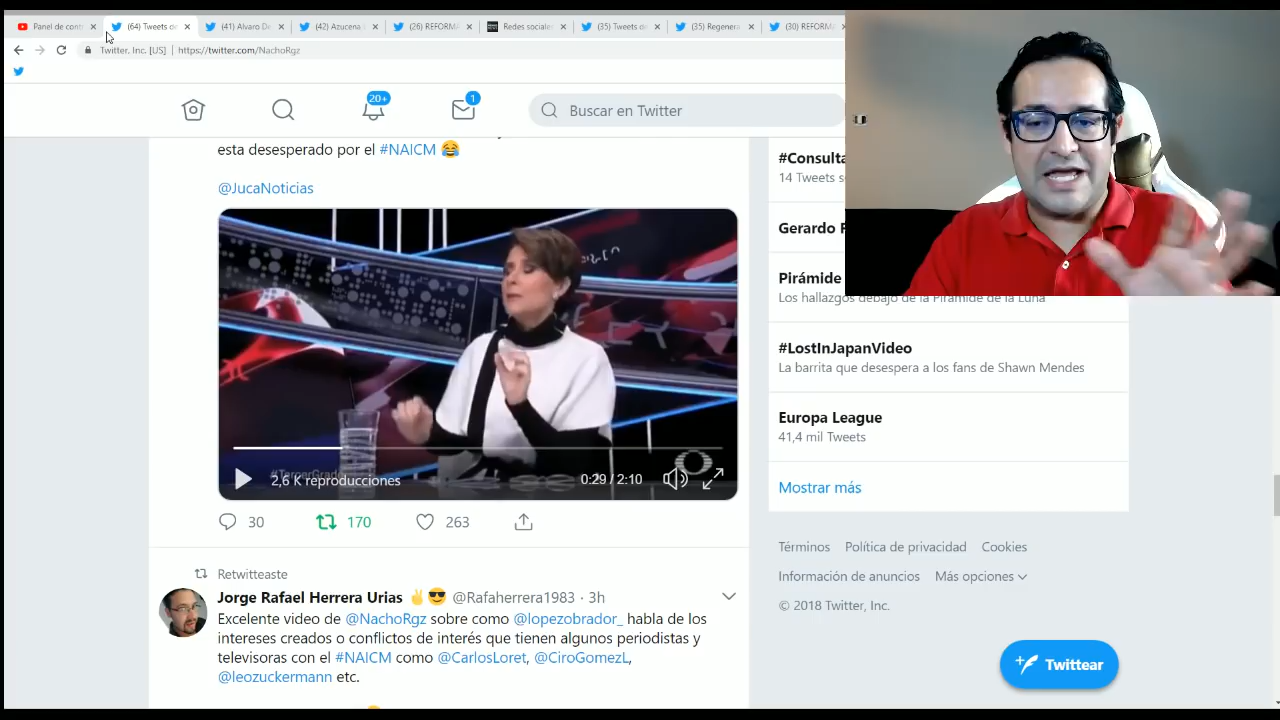 Panel de cont
(64) Tweets de
(41) Alvaro De
(42) Azucena
(26) REFORMA
Redes sociales
(35) Tweets de
(35) Regenera
(30) REFORM
Twitter, Inc. [US] | https://twitter.com/NachoRgz
20+
1
Buscar en Twitter
esta desesperado por el #NAICM 😂
@JucaNoticias
#TercerGrado
2,6 K reproducciones
0:29 / 2:10
30
170
263
Retwitteaste
Jorge Rafael Herrera Urias ✌😎 @Rafaherrera1983 · 3h
Excelente video de @NachoRgz sobre como @lopezobrador_ habla de los
intereses creados o conflictos de interés que tienen algunos periodistas y
televisoras con el #NAICM como @CarlosLoret, @CiroGomezL,
@leozuckermann etc.
#Consulta
14 Tweets
Gerardo
Pirámide
Los hallazgos debajo de la Pirámide de la Luna
#LostInJapanVideo
La barrita que desespera a los fans de Shawn Mendes
Europa League
41,4 mil Tweets
Mostrar más
Términos
Política de privacidad
Cookies
Información de anuncios
Más opciones
© 2018 Twitter, Inc.
Twittear